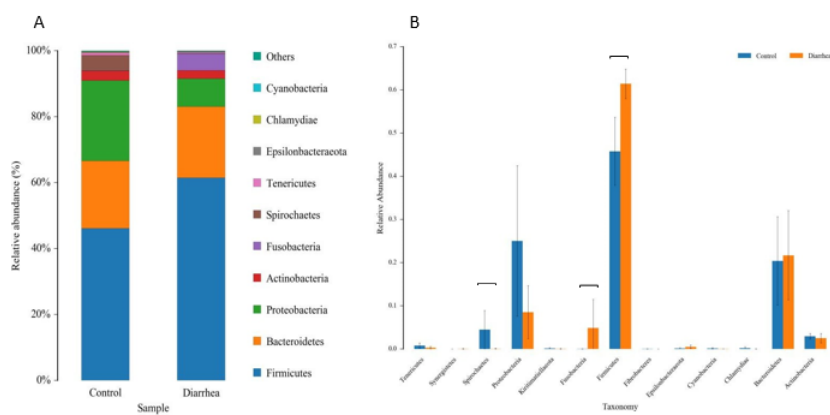 A
B
100%
80%
60%
40%
20%
0%
Relative abundance (%)
Control
Diarrhea
Sample
Others
Cyanobacteria
Chlamydiae
Epsilonbacteraeota
Tenericutes
Spirochaetes
Fusobacteria
Actinobacteria
Proteobacteria
Bacteroidetes
Firmicutes
0.7
0.6
0.5
0.4
0.3
0.2
0.1
0.0
Relative Abundance
Control
Diarrhea
Tenericutes
Synergistetes
Spirochaetes
Proteobacteria
Kiritimatiellaeota
Fusobacteria
Firmicutes
Fibrobacteres
Epsilonbacteraeota
Cyanobacteria
Chlamydiae
Bacteroidetes
Actinobacteria
Taxonomy